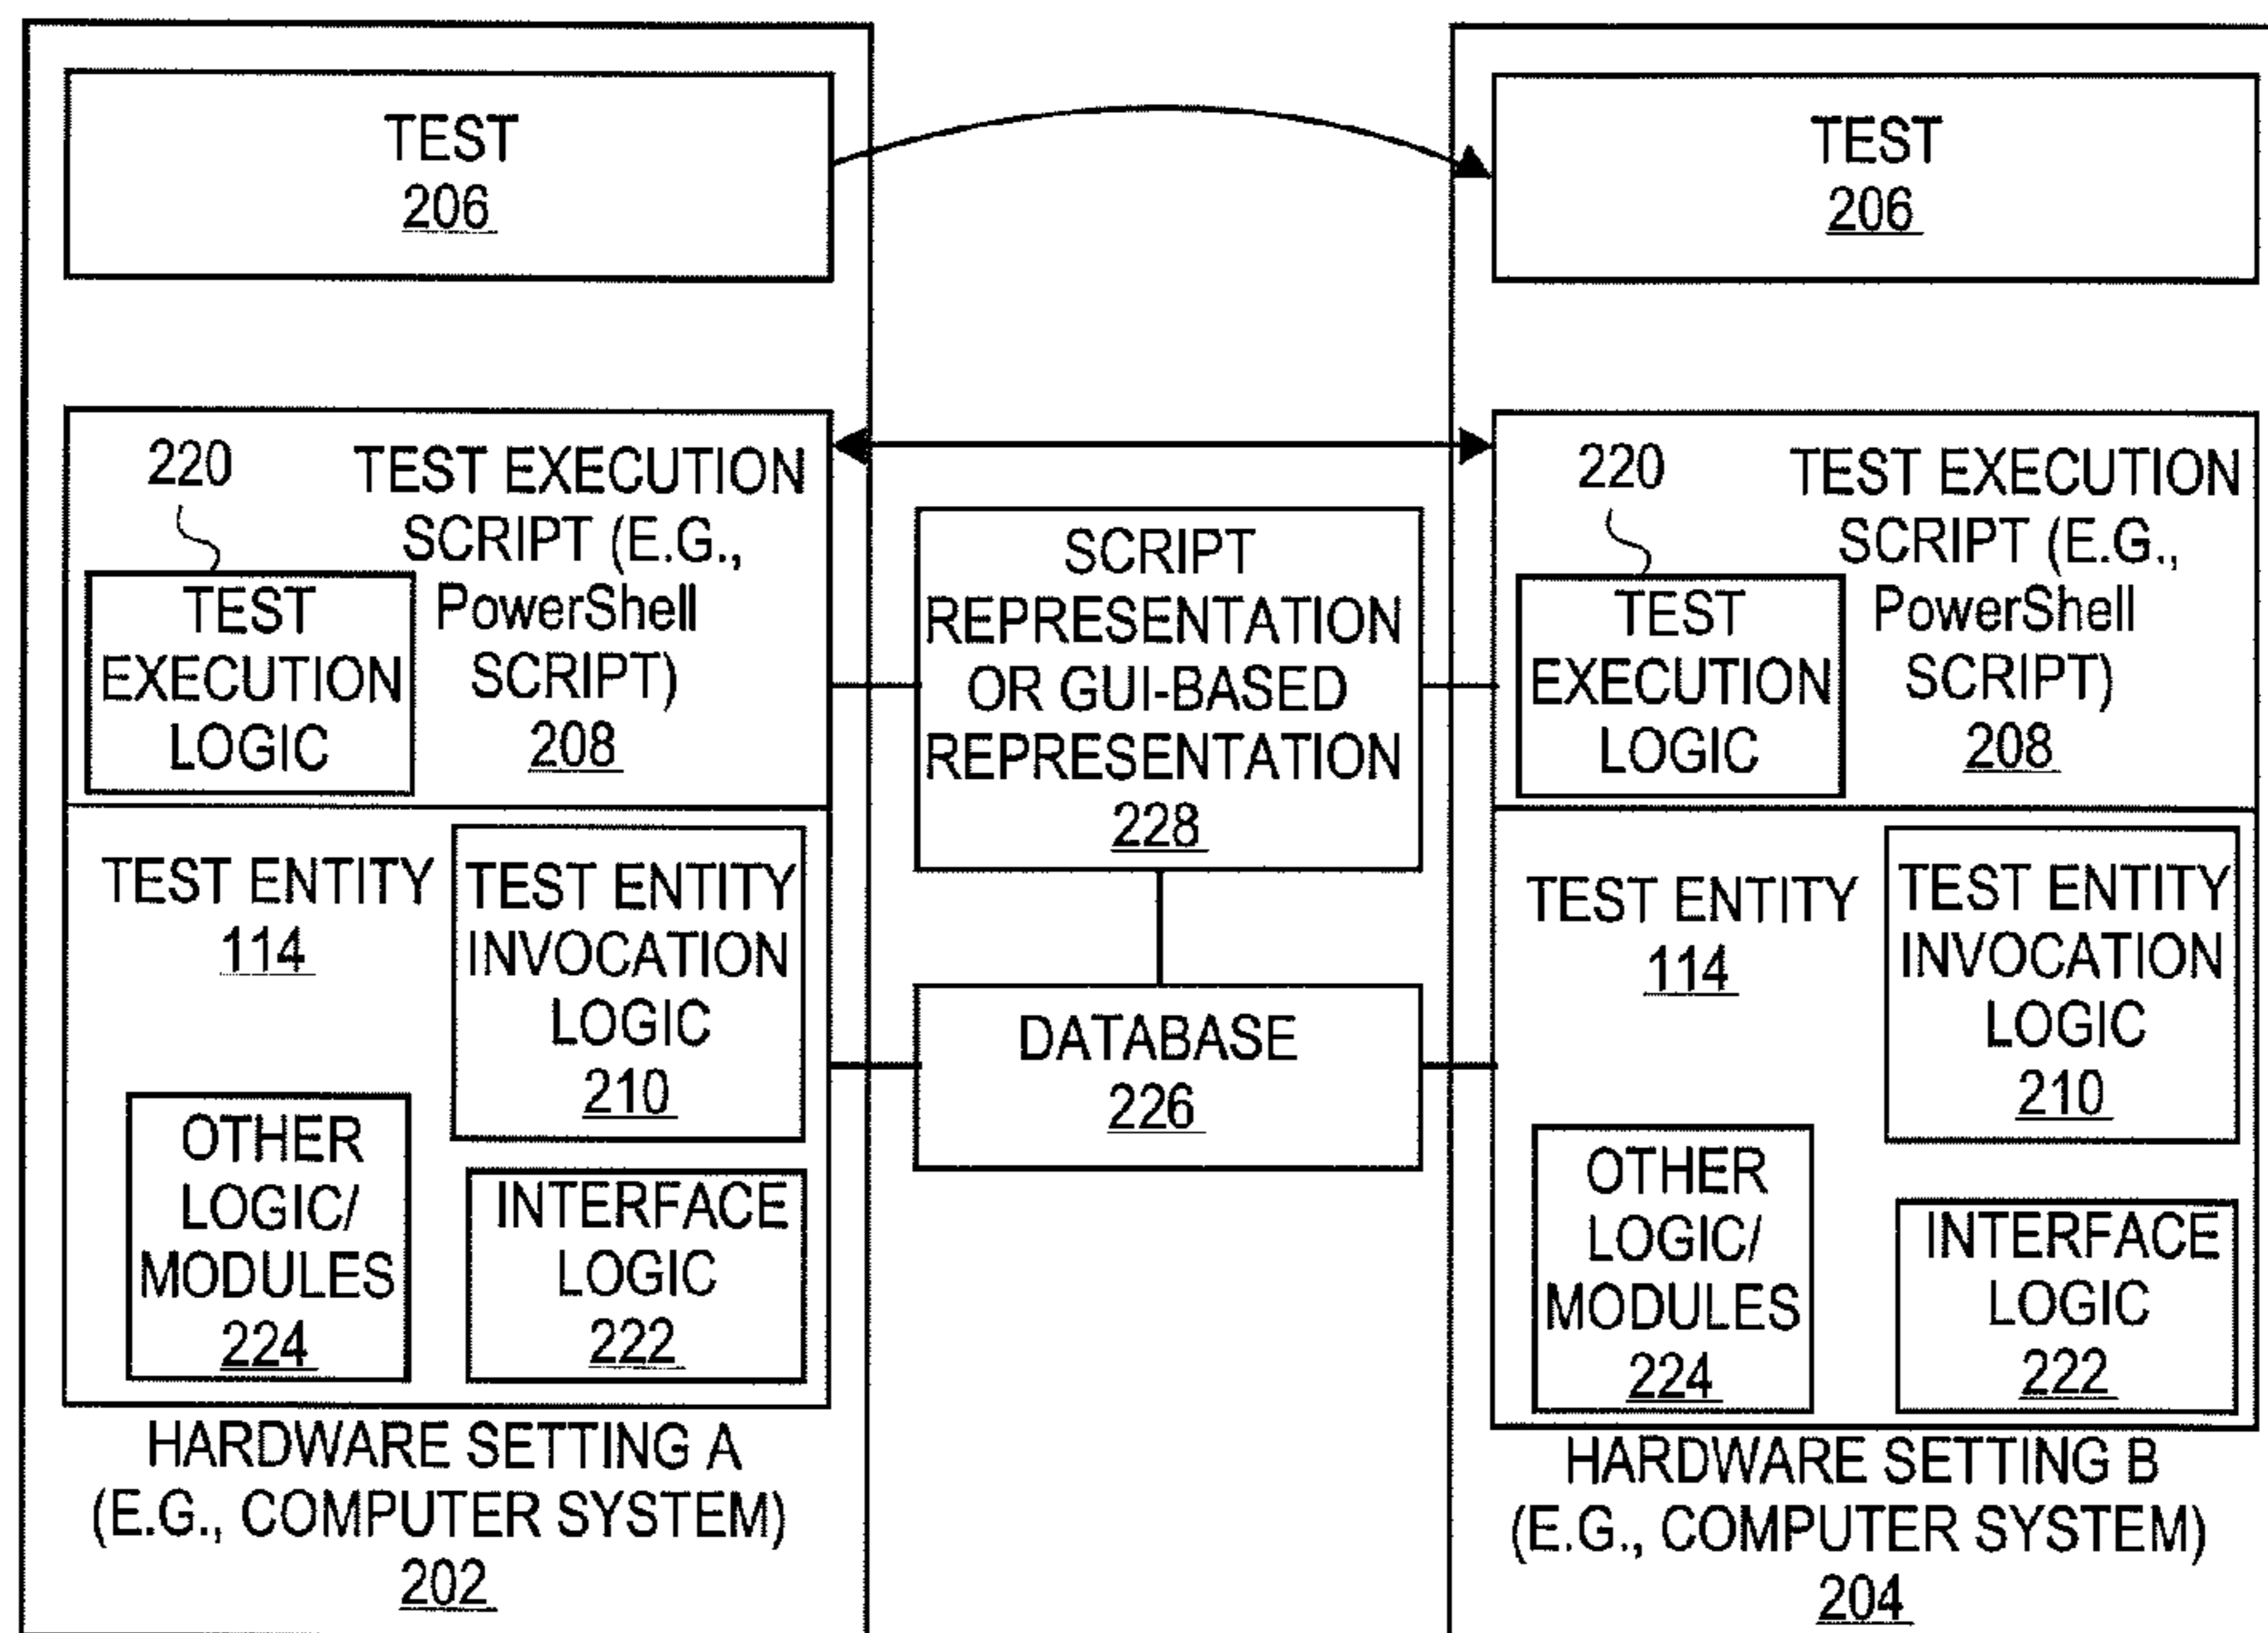 TEST
206
TEST
206
220
TEST EXECUTION
SCRIPT (E.G.,
PowerShell
SCRIPT)
208
TEST
EXECUTION
LOGIC
SCRIPT
REPRESENTATION
OR GUI-BASED
REPRESENTATION
228
220
TEST EXECUTION
SCRIPT (E.G.,
PowerShell
SCRIPT)
208
TEST
EXECUTION
LOGIC
TEST ENTITY
114
TEST ENTITY
INVOCATION
LOGIC
210
OTHER
LOGIC/
MODULES
224
INTERFACE
LOGIC
222
DATABASE
226
TEST ENTITY
114
TEST ENTITY
INVOCATION
LOGIC
210
OTHER
LOGIC/
MODULES
224
INTERFACE
LOGIC
222
HARDWARE SETTING A
(E.G., COMPUTER SYSTEM)
202
HARDWARE SETTING B
(E.G., COMPUTER SYSTEM)
204